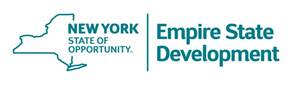 NEW YORK
STATE OF
OPPORTUNITY.
Empire State
Development